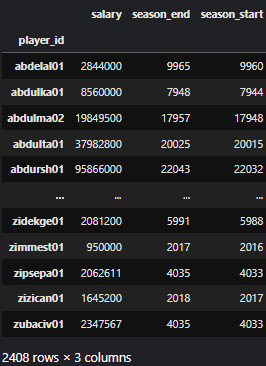 salary season_end season_start
player_id
abdelal01 2844000 9965 9960
abdulka01 8560000 7948 7944
abdulma02 19849500 17957 17948
abdulta01 37982800 20025 20015
abdursh01 95866000 22043 22032
... ... ... ...
zidekge01 2081200 5991 5988
zimmest01 950000 2017 2016
zipsepa01 2062611 4035 4033
zizican01 1645200 2018 2017
zubaciv01 2347567 4035 4033
2408 rows × 3 columns